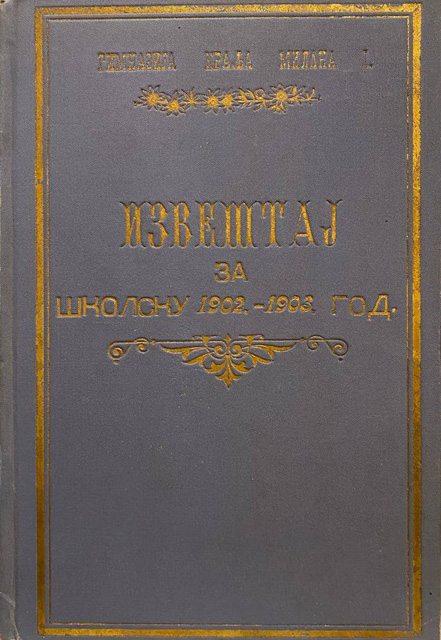 ГИМНАЗИЈА КРАЉА МИЛАНА I.
ИЗВЕШТАЈ
ЗА
ШКОЛСКУ 1902.-1903. ГОД.